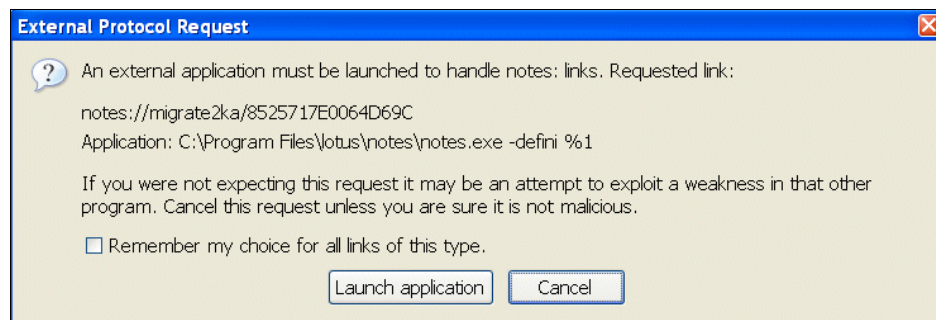 External Protocol Request
An external application must be launched to handle notes: links. Requested link:
notes://migrate2ka/8525717E0064D69C
Application: C:\Program Files\lotus\notes\notes.exe -defini %1
If you were not expecting this request it may be an attempt to exploit a weakness in that other
program. Cancel this request unless you are sure it is not malicious.
Remember my choice for all links of this type.
Launch application Cancel